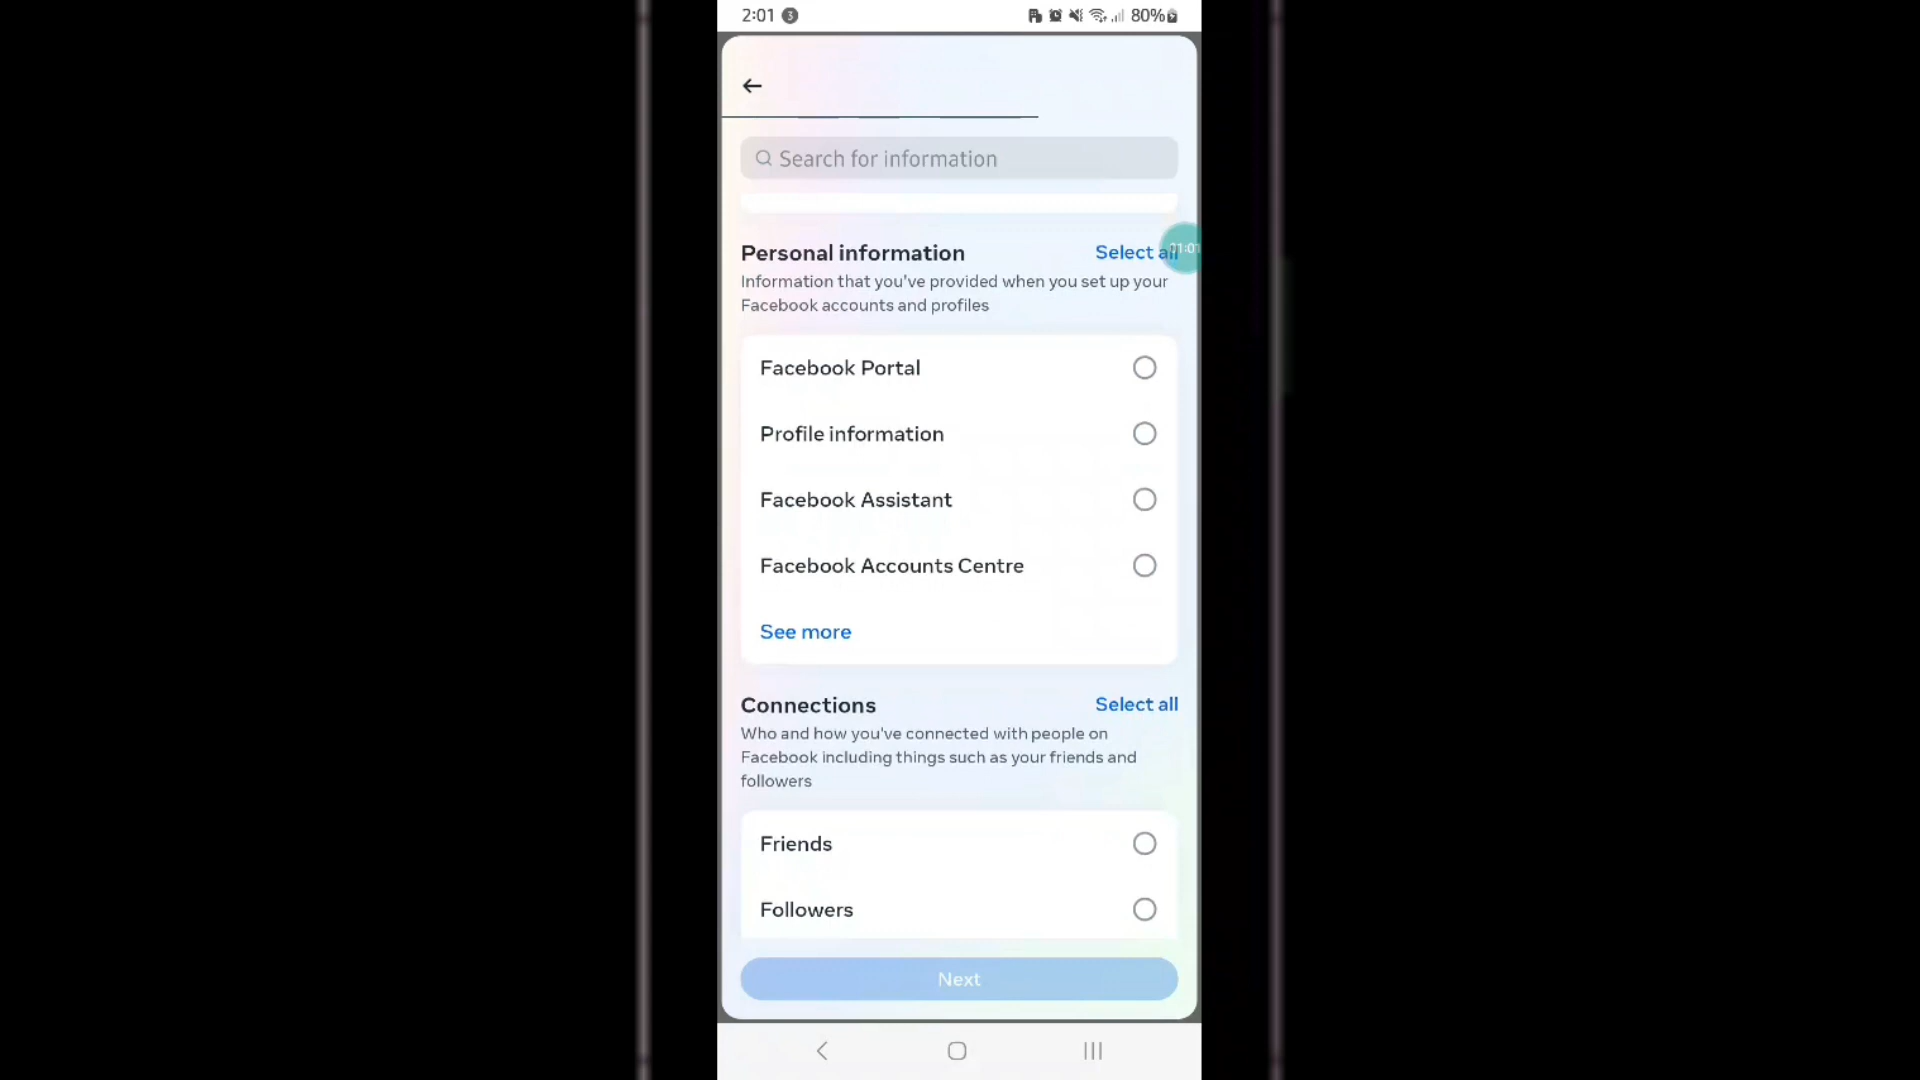 2:01 3 80%
Search for information
Personal information Select all
01:01
Information that you've provided when you set up your
Facebook accounts and profiles
Facebook Portal
Profile information
Facebook Assistant
Facebook Accounts Centre
See more
Connections Select all
Who and how you've connected with people on
Facebook including things such as your friends and
followers
Friends
Followers
Next